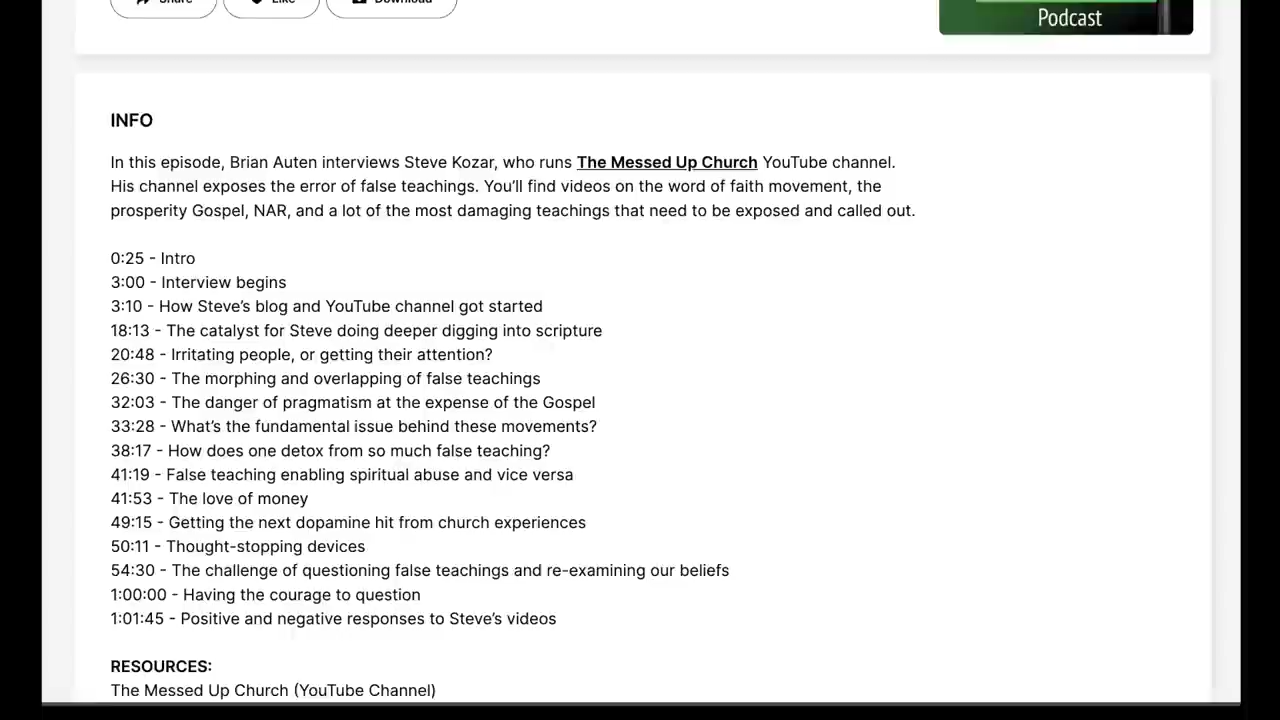 Share Like Download
Podcast
INFO
In this episode, Brian Auten interviews Steve Kozar, who runs The Messed Up Church YouTube channel.
His channel exposes the error of false teachings. You’ll find videos on the word of faith movement, the
prosperity Gospel, NAR, and a lot of the most damaging teachings that need to be exposed and called out.
0:25 - Intro
3:00 - Interview begins
3:10 - How Steve’s blog and YouTube channel got started
18:13 - The catalyst for Steve doing deeper digging into scripture
20:48 - Irritating people, or getting their attention?
26:30 - The morphing and overlapping of false teachings
32:03 - The danger of pragmatism at the expense of the Gospel
33:28 - What’s the fundamental issue behind these movements?
38:17 - How does one detox from so much false teaching?
41:19 - False teaching enabling spiritual abuse and vice versa
41:53 - The love of money
49:15 - Getting the next dopamine hit from church experiences
50:11 - Thought-stopping devices
54:30 - The challenge of questioning false teachings and re-examining our beliefs
1:00:00 - Having the courage to question
1:01:45 - Positive and negative responses to Steve’s videos
RESOURCES:
The Messed Up Church (YouTube Channel)